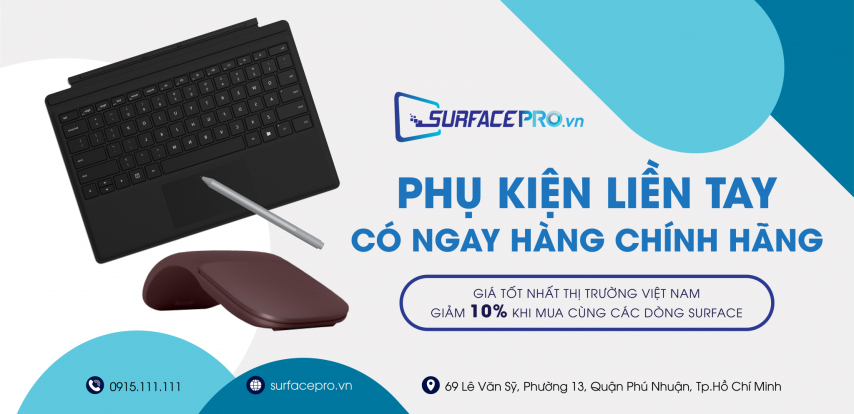 SURFACEPRO.vn
PHỤ KIỆN LIỀN TAY
CÓ NGAY HÀNG CHÍNH HÃNG
GIÁ TỐT NHẤT THỊ TRƯỜNG VIỆT NAM
GIẢM 10% KHI MUA CÙNG CÁC DÒNG SURFACE
0915.111.111
surfacepro.vn
69 Lê Văn Sỹ, Phường 13, Quận Phú Nhuận, Tp.Hồ Chí Minh